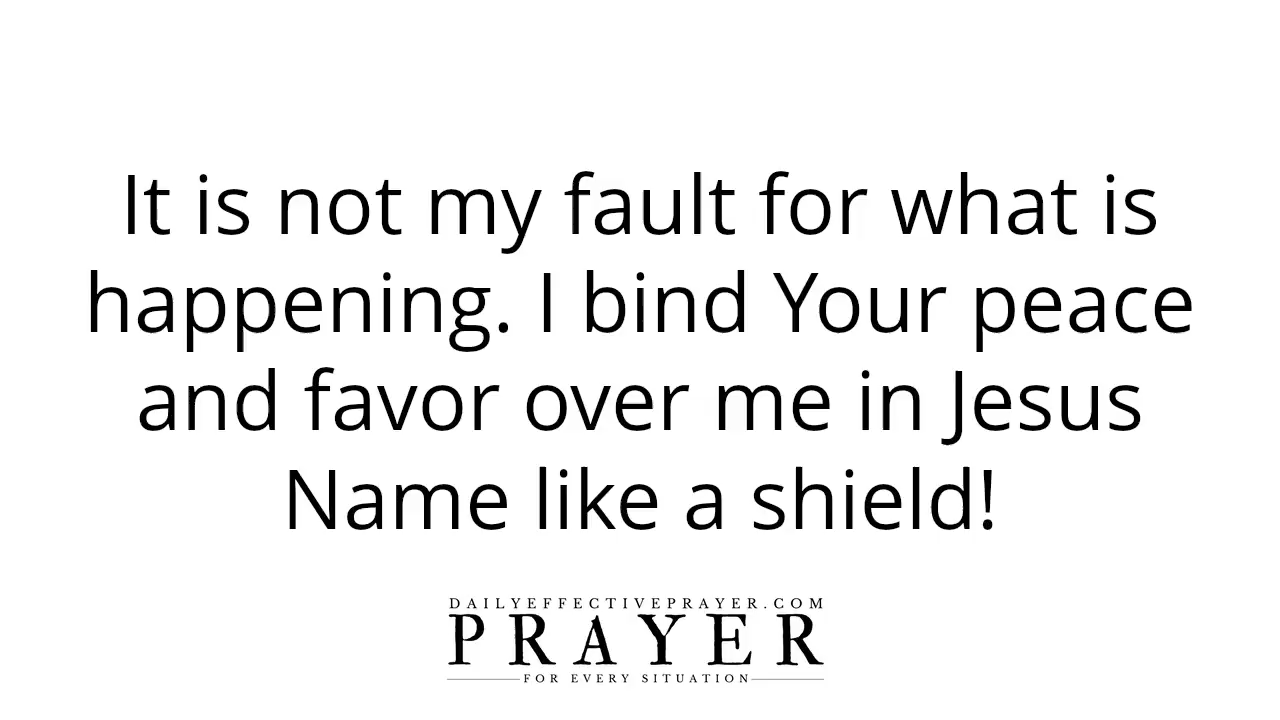 It is not my fault for what is
happening. I bind Your peace
and favor over me in Jesus
Name like a shield!
DAILYEFFECTIVEPRAYER.COM
PRAYER
FOR EVERY SITUATION